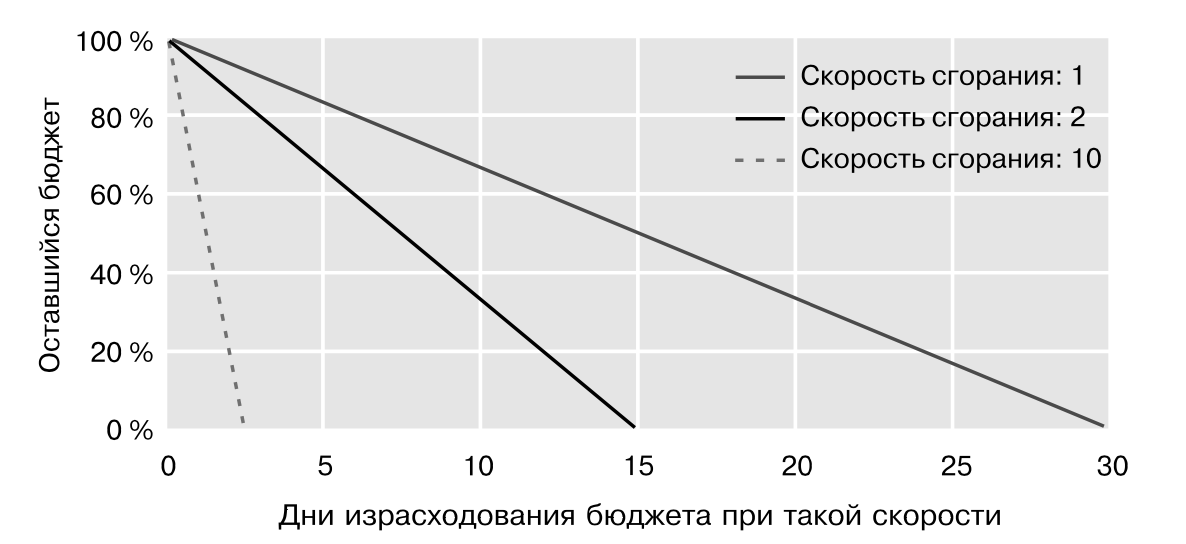 Оставшийся бюджет
100 %
80 %
60 %
40 %
20 %
0 %
Скорость сгорания: 1
Скорость сгорания: 2
Скорость сгорания: 10
0 5 10 15 20 25 30
Дни израсходования бюджета при такой скорости